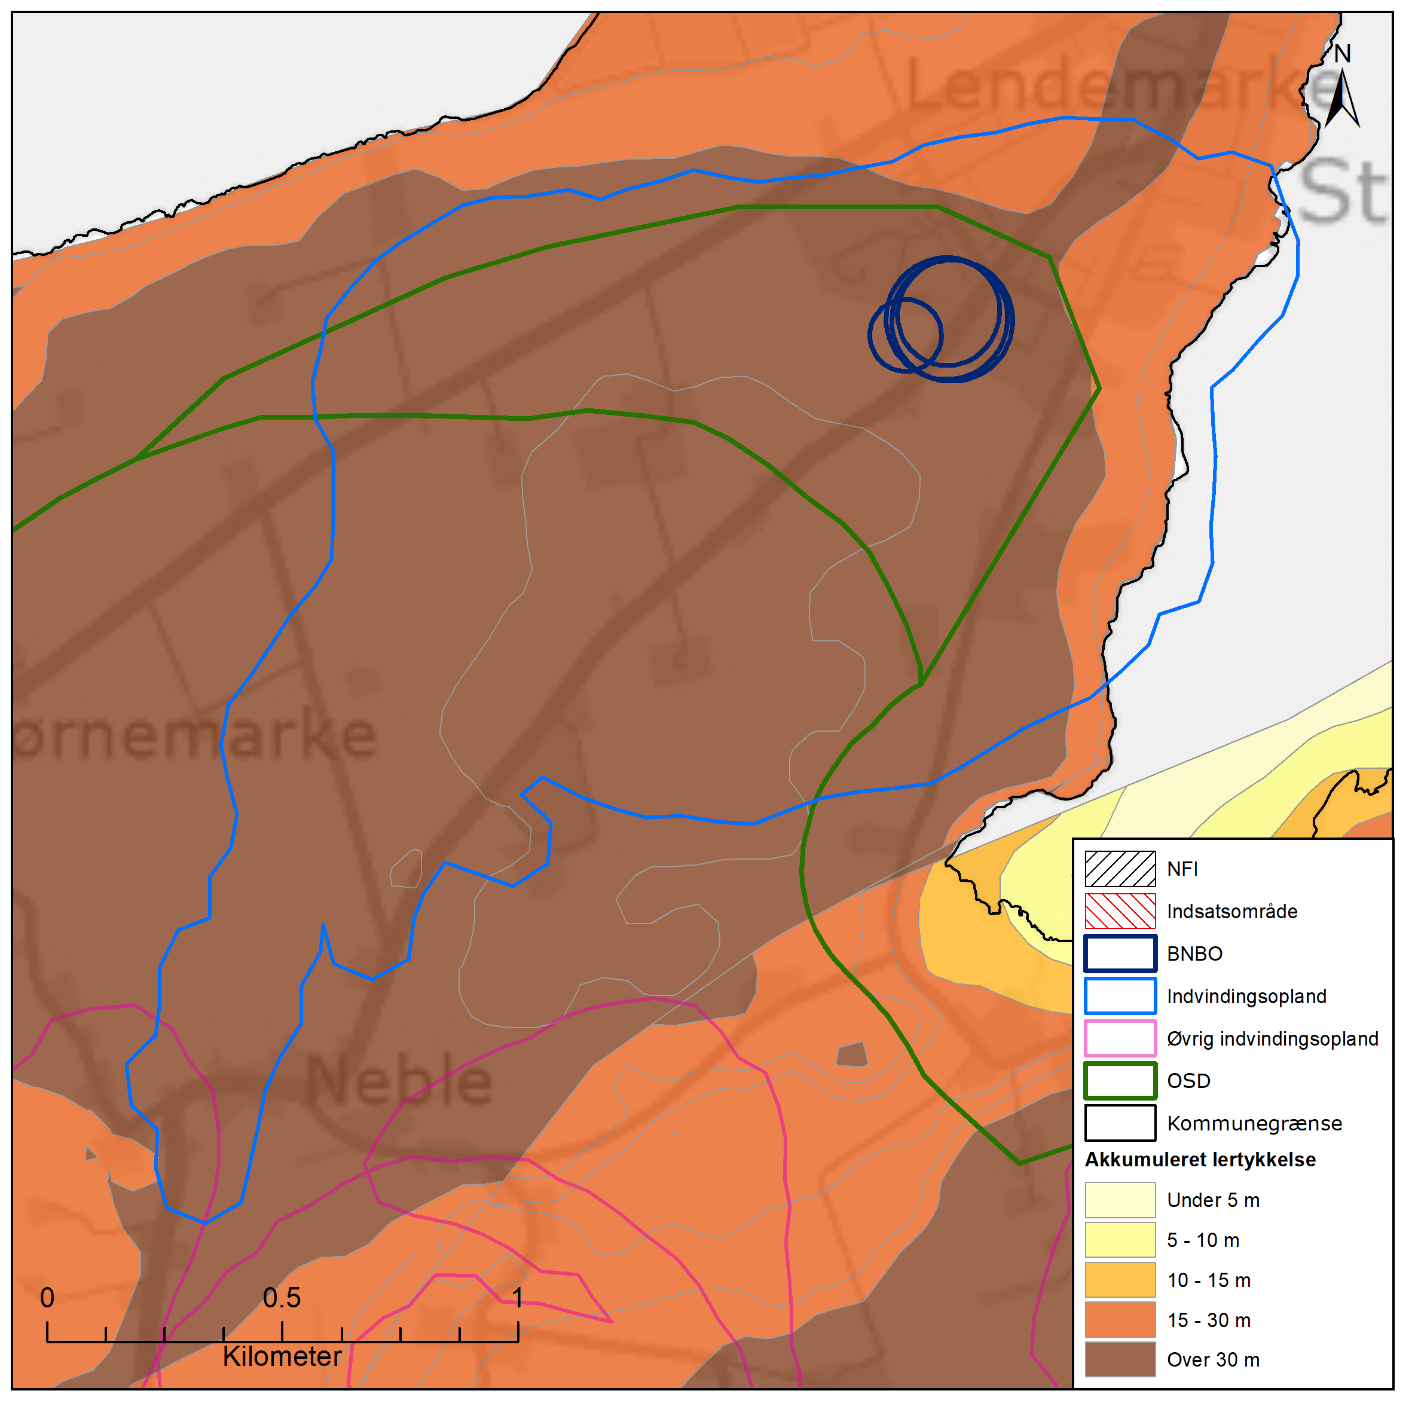 N
Lendemarke
St
ørnemarke
Neble
0 0.5 1
Kilometer
NFI
Indsatsområde
BNBO
Indvindingsopland
Øvrig indvindingsopland
OSD
Kommunegrænse
Akkumuleret lertykkelse
Under 5 m
5 - 10 m
10 - 15 m
15 - 30 m
Over 30 m